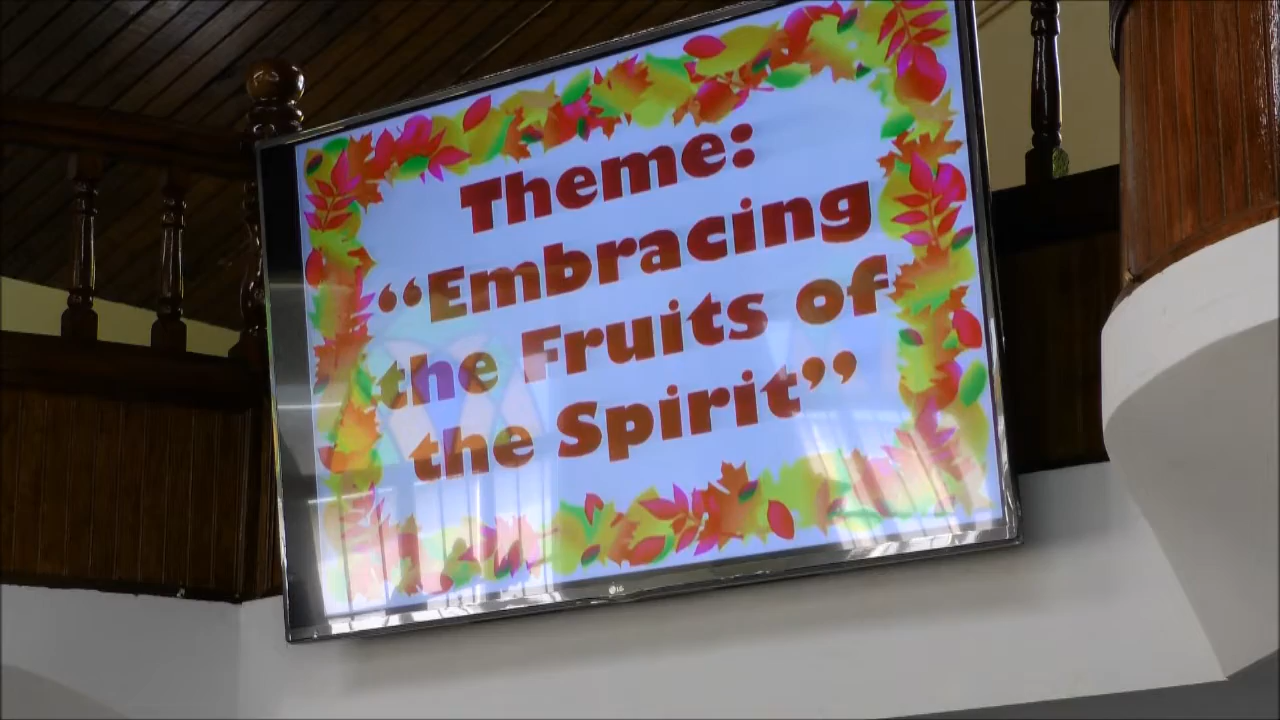 Theme:
“Embracing
the Fruits of
the Spirit”
LG